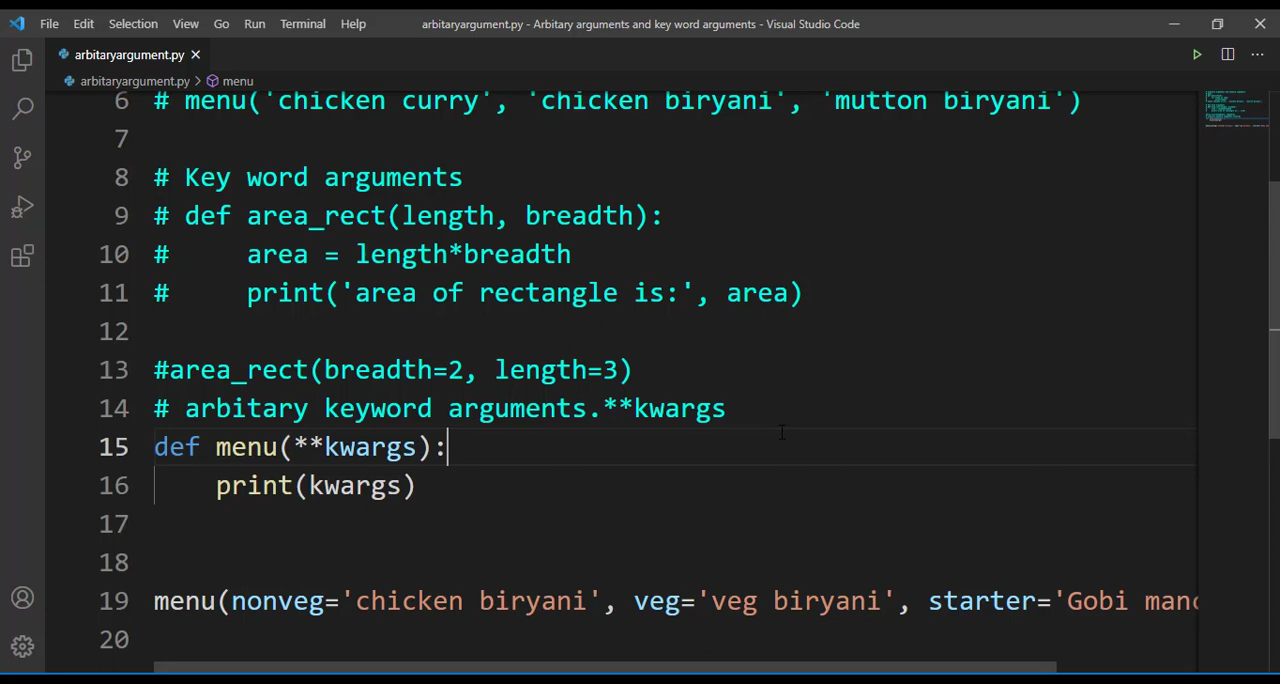 File Edit Selection View Go Run Terminal Help arbitaryargument.py - Arbitary arguments and key word arguments - Visual Studio Code
arbitaryargument.py
arbitaryargument.py > menu
6 # menu('chicken curry', 'chicken biryani', 'mutton biryani')
7
8 # Key word arguments
9 # def area_rect(length, breadth):
10 #     area = length*breadth
11 #     print('area of rectangle is:', area)
12
13 #area_rect(breadth=2, length=3)
14 # arbitary keyword arguments.**kwargs
15 def menu(**kwargs):
16     print(kwargs)
17
18
19 menu(nonveg='chicken biryani', veg='veg biryani', starter='Gobi
20